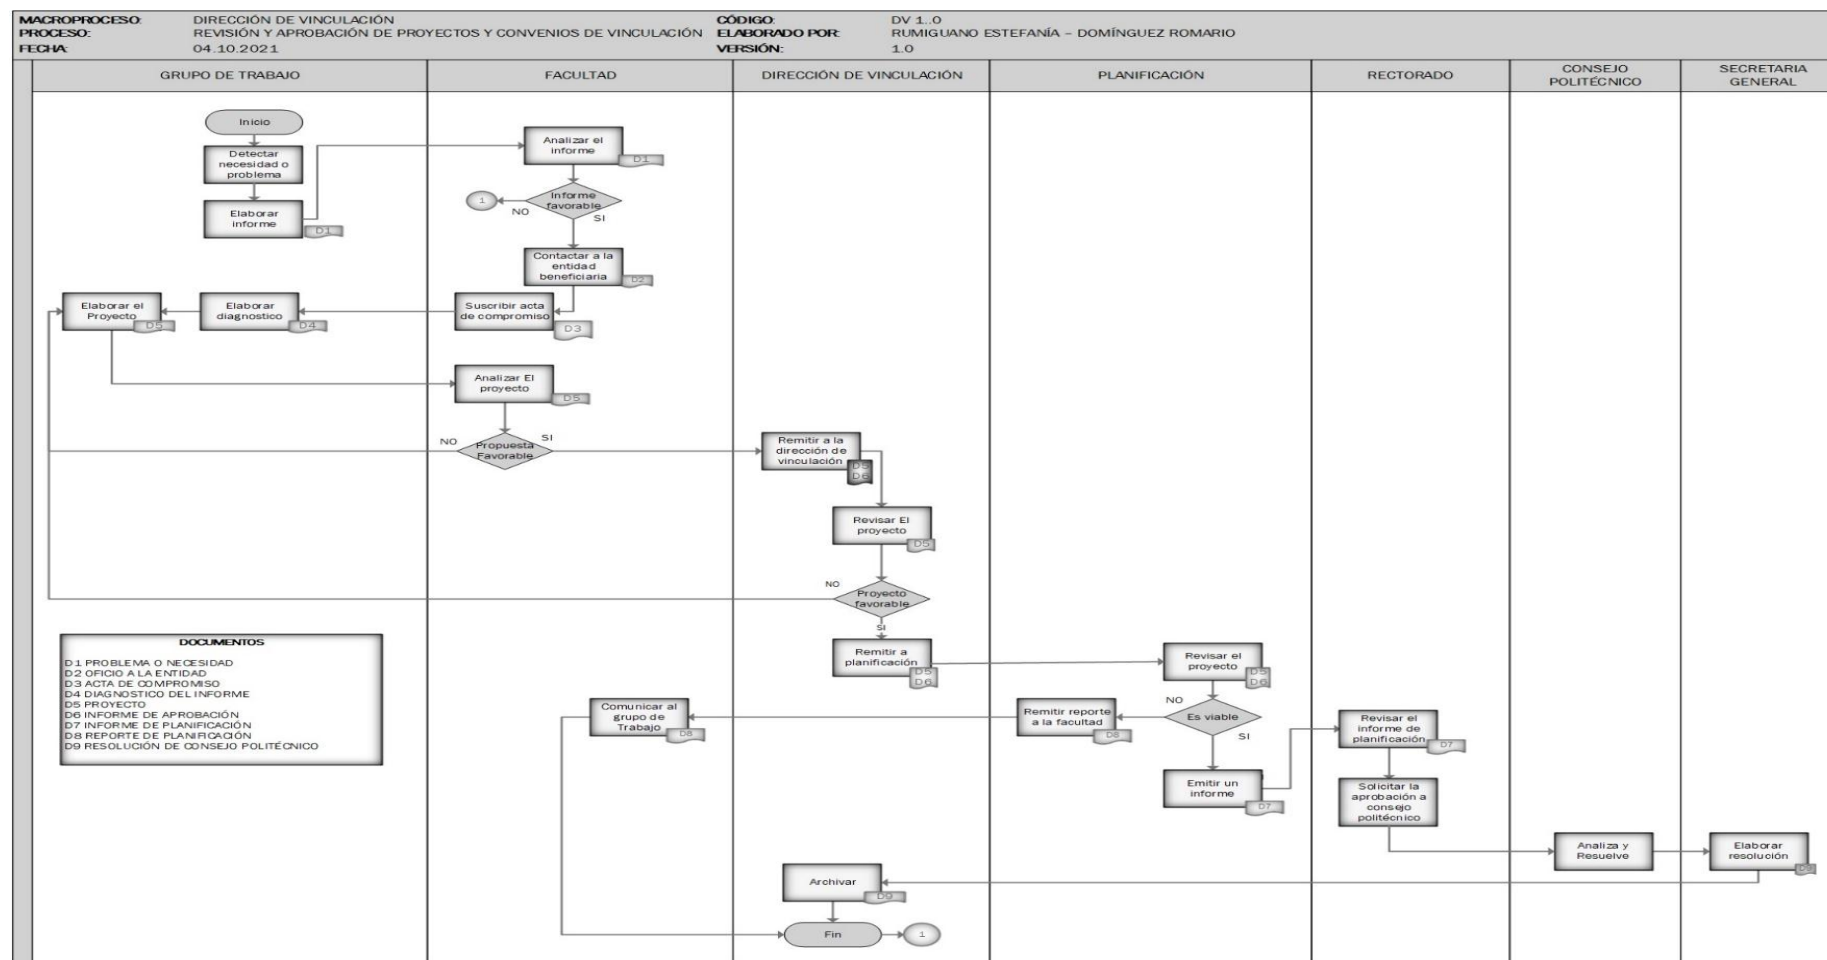 MACROPROCESO: DIRECCIÓN DE VINCULACIÓN CÓDIGO: DV 1..0
PROCESO: REVISIÓN Y APROBACIÓN DE PROYECTOS Y CONVENIOS DE VINCULACIÓN ELABORADO POR: RUMIGUANO ESTEFANÍA – DOMÍNGUEZ ROMARIO
FECHA: 04.10.2021 VERSIÓN: 1.0
GRUPO DE TRABAJO
FACULTAD
DIRECCIÓN DE VINCULACIÓN
PLANIFICACIÓN
RECTORADO
CONSEJO
POLITÉCNICO
SECRETARIA
GENERAL
Inicio
Detectar
necesidad o
problema
Elaborar
informe
D1
Analizar el
informe
D1
Informe
favorable
NO
SI
1
Contactar a la
entidad
beneficiaria
D2
Suscribir acta
de compromiso
D3
Elaborar
diagnostico
D4
Elaborar el
Proyecto
D5
Analizar El
proyecto
D5
Propuesta
Favorable
NO
SI
Remitir a la
dirección de
vinculación
D5
D6
Revisar El
proyecto
D5
Proyecto
favorable
NO
SI
Remitir a
planificación
D5
D6
Revisar el
proyecto
D5
D6
Es viable
NO
SI
Remitir reporte
a la facultad
D8
Comunicar al
grupo de
Trabajo
D8
Emitir un
informe
D7
Revisar el
informe de
planificación
D7
Solicitar la
aprobación a
consejo
politécnico
Analiza y
Resuelve
Elaborar
resolución
D9
Archivar
D9
Fin
1
DOCUMENTOS
D1 PROBLEMA O NECESIDAD
D2 OFICIO A LA ENTIDAD
D3 ACTA DE COMPROMISO
D4 DIAGNOSTICO DEL INFORME
D5 PROYECTO
D6 INFORME DE APROBACIÓN
D7 INFORME DE PLANIFICACIÓN
D8 REPORTE DE PLANIFICACIÓN
D9 RESOLUCIÓN DE CONSEJO POLITÉCNICO